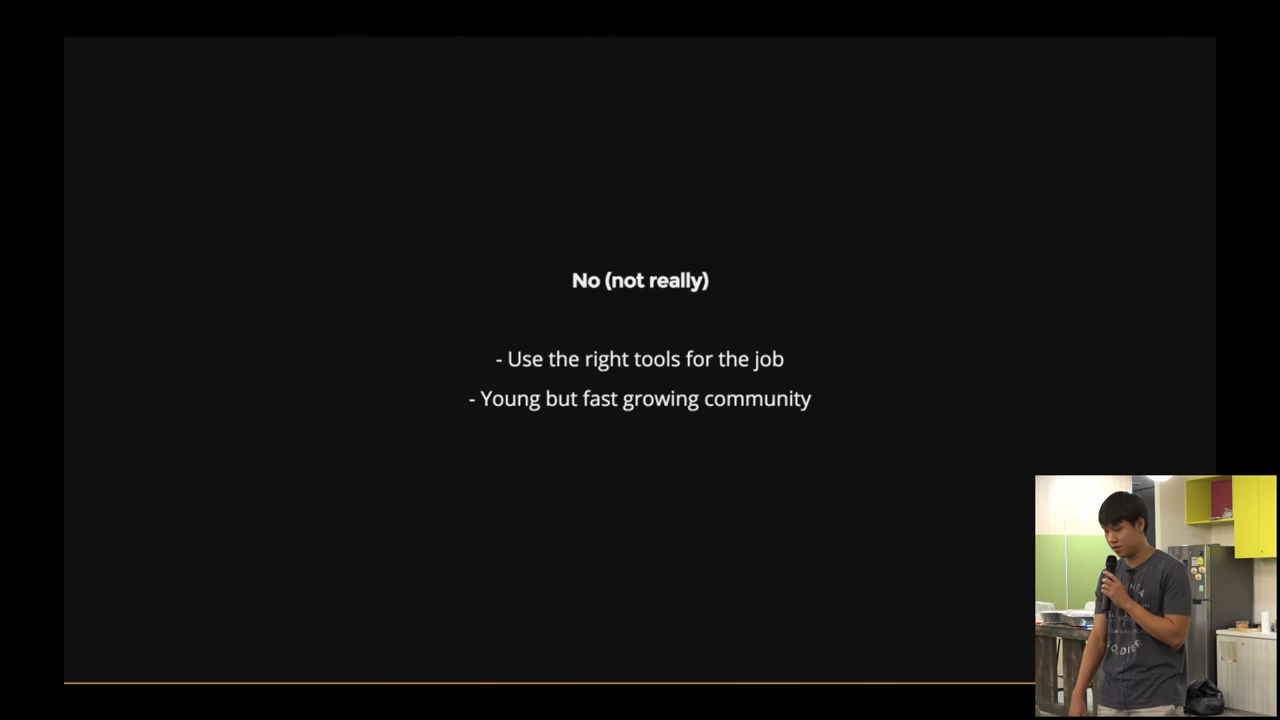 No (not really)
- Use the right tools for the job
- Young but fast growing community